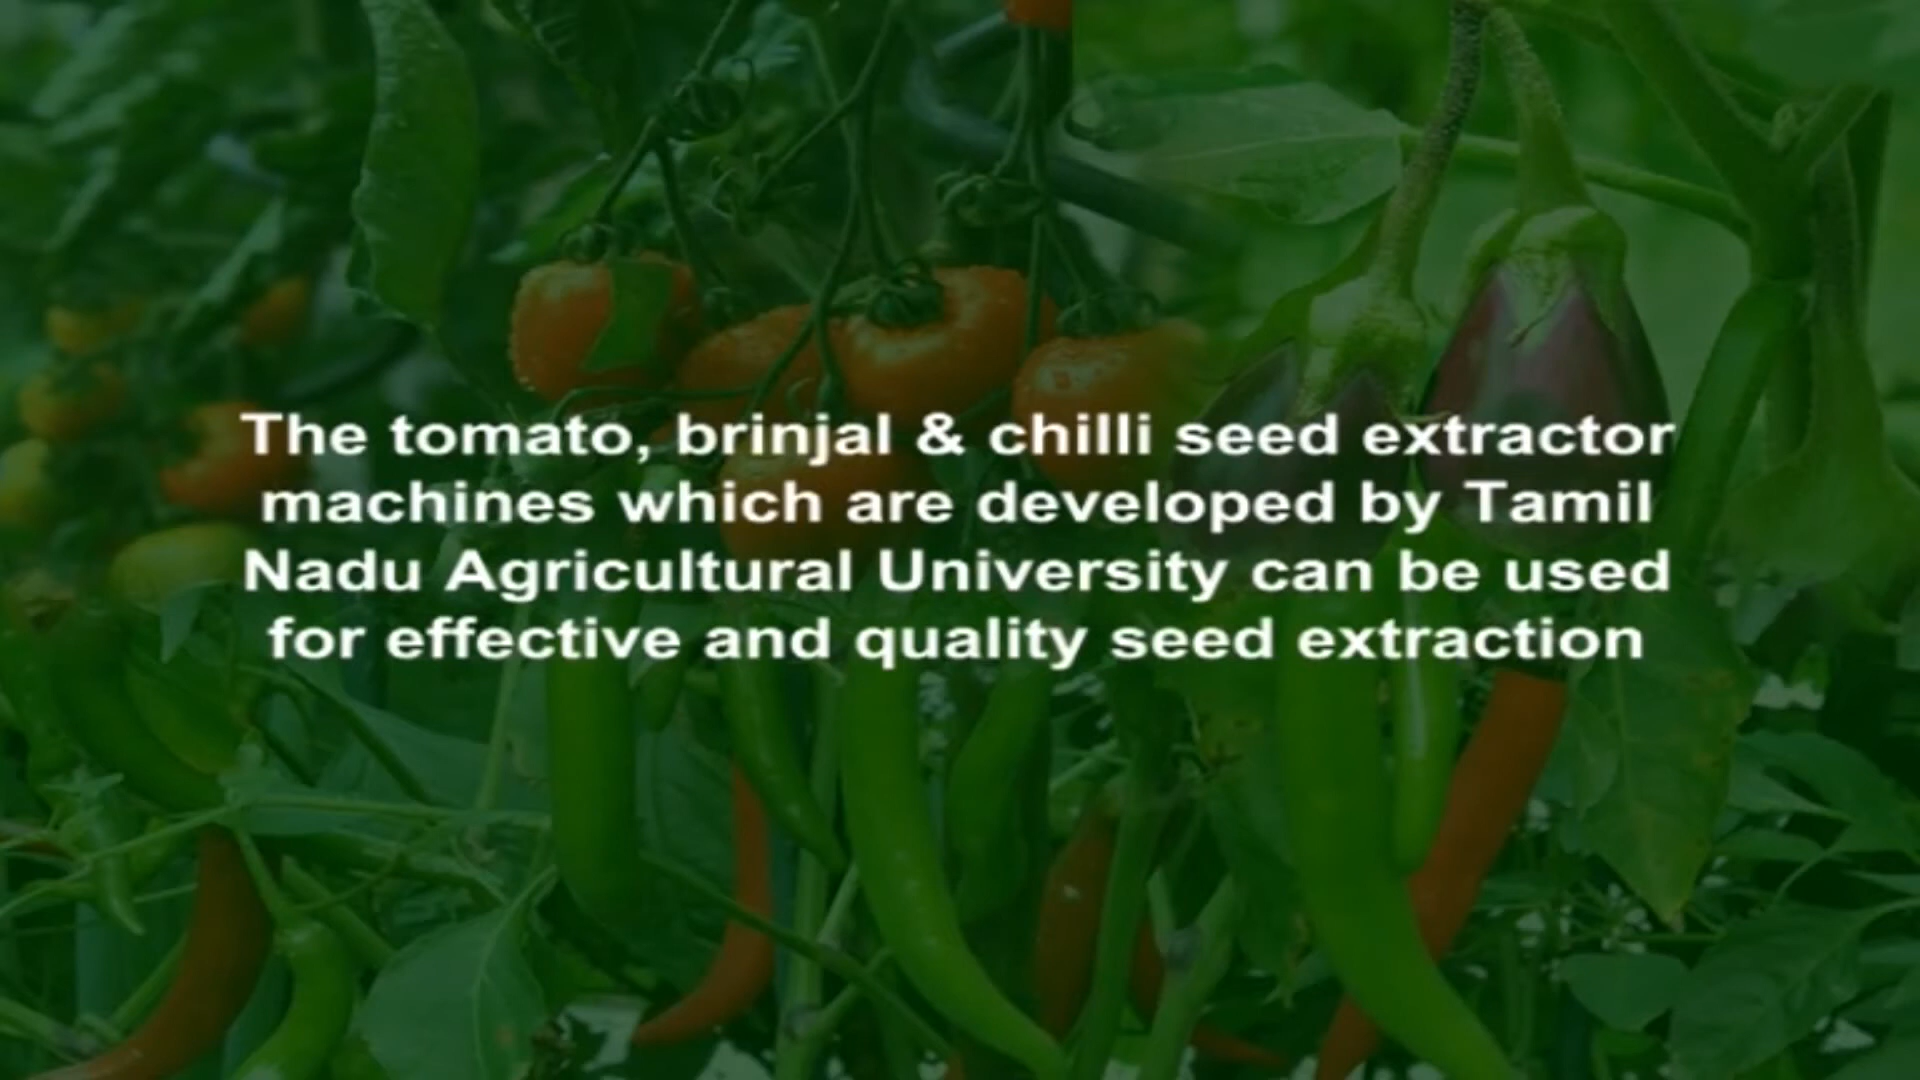 The tomato, brinjal & chilli seed extractor
machines which are developed by Tamil
Nadu Agricultural University can be used
for effective and quality seed extraction